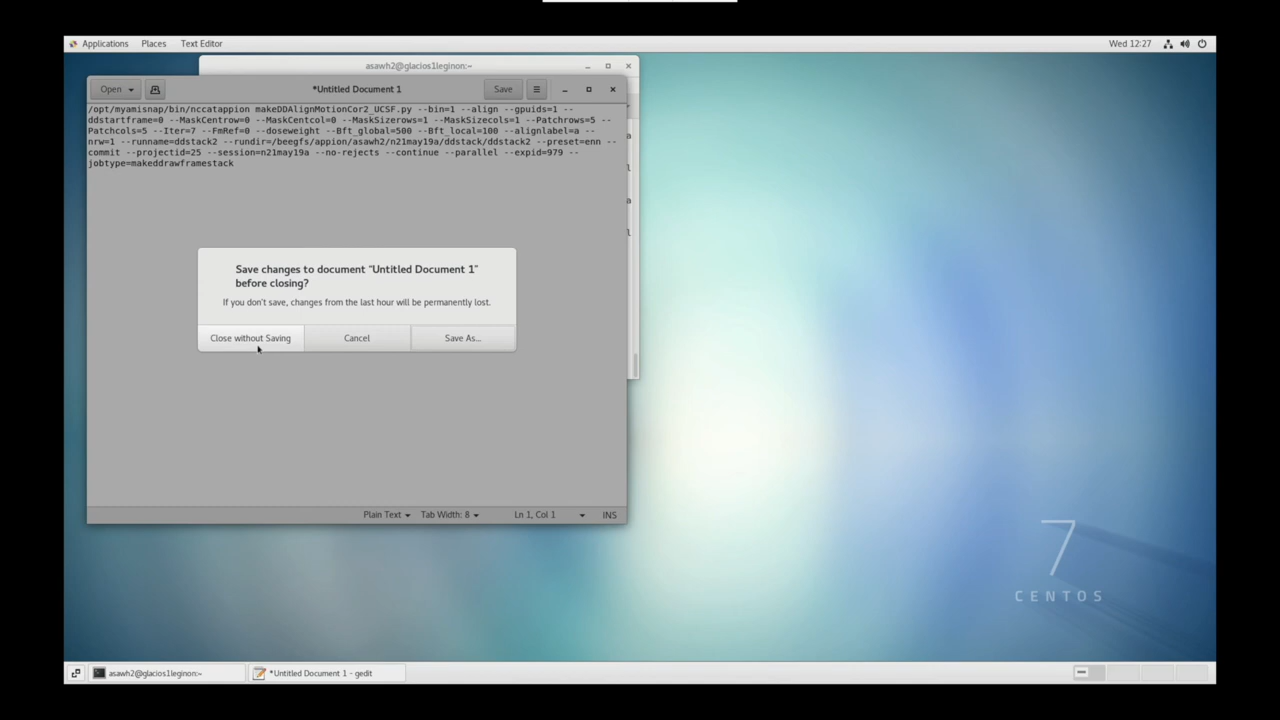 Applications Places Text Editor Wed 12:27
asawh2@glacios1leginon:~
Open *Untitled Document 1 Save
/opt/myamisnap/bin/nccatappion makeDDAlignMotionCor2_UCSF.py --bin=1 --align --gpuids=1 --
ddstartframe=0 --MaskCentrow=0 --MaskCentcol=0 --MaskSizerows=1 --MaskSizecols=1 --Patchrows=5 --
Patchcols=5 --Iter=7 --FmRef=0 --doseweight --Bft_global=500 --Bft_local=100 --alignlabel=a --
nrw=1 --runname=ddstack2 --rundir=/beegfs/appion/asawh2/n21may19a/ddstack/ddstack2 --preset=enn --
commit --projectid=25 --session=n21may19a --no-rejects --continue --parallel --expid=979 --
jobtype=makeddrawframestack
a
l
a
l
Save changes to document “Untitled Document 1”
before closing?
If you don't save, changes from the last hour will be permanently lost.
Close without Saving Cancel Save As...
Plain Text Tab Width: 8 Ln 1, Col 1 INS
7
CENTOS
asawh2@glacios1leginon:~ *Untitled Document 1 - gedit